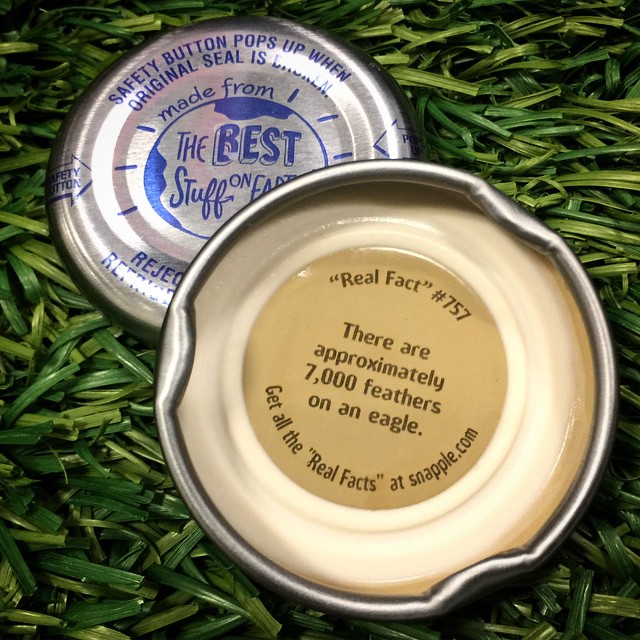 SAFETY BUTTON POPS UP WHEN
ORIGINAL SEAL IS
made from
THE BEST
Stuff ON
SAFETY
"Real Fact" #757
There are
approximately
7,000 feathers
on an eagle.
Get all the "Real Facts" at snapple.com